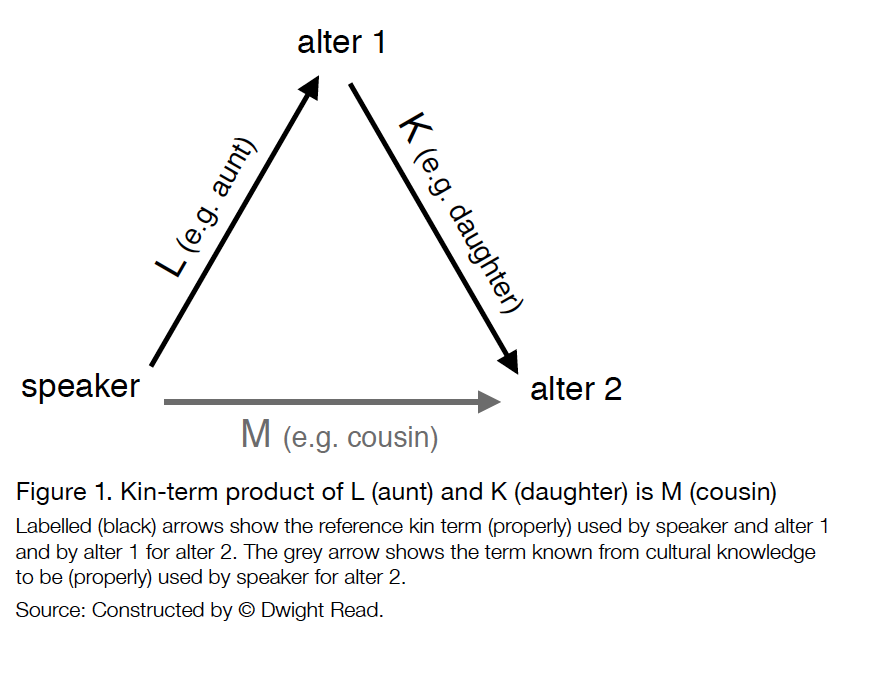 alter 1
L (e.g. aunt)
K (e.g. daughter)
speaker
alter 2
M (e.g. cousin)
Figure 1. Kin-term product of L (aunt) and K (daughter) is M (cousin)
Labelled (black) arrows show the reference kin term (properly) used by speaker and alter 1
and by alter 1 for alter 2. The grey arrow shows the term known from cultural knowledge
to be (properly) used by speaker for alter 2.
Source: Constructed by © Dwight Read.